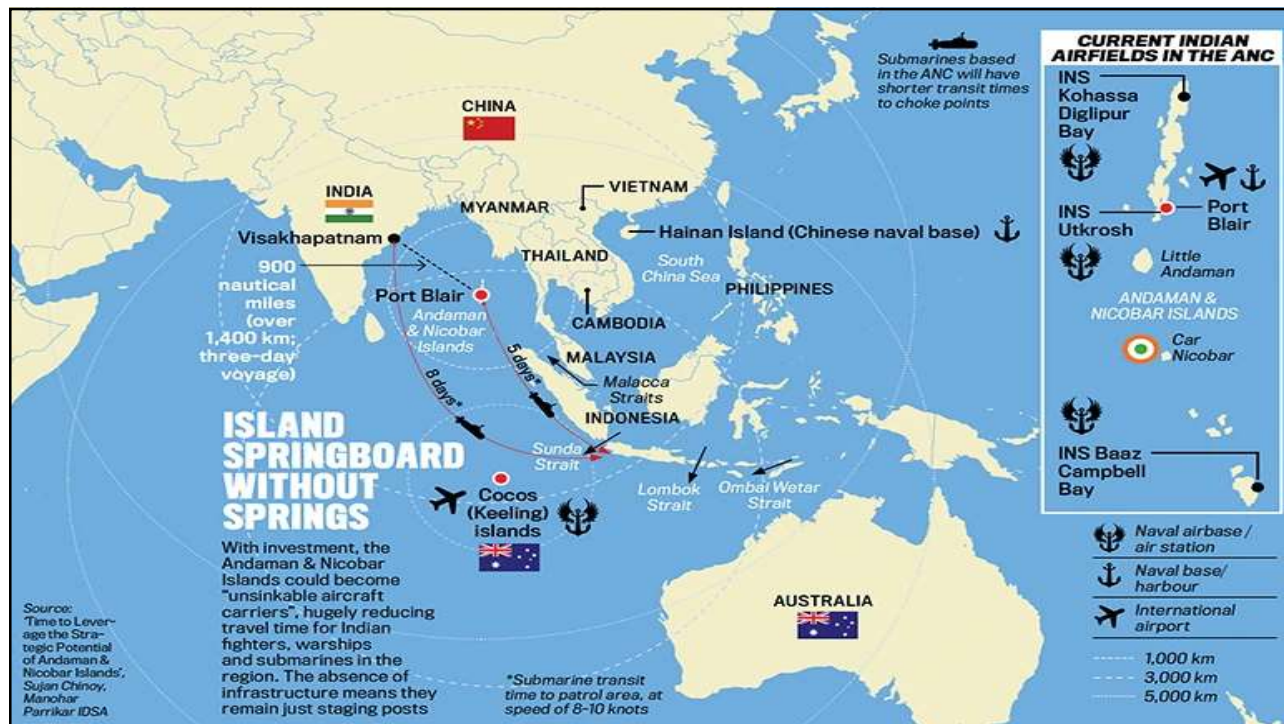 Submarines based
in the ANC will have
shorter transit times
to choke points
CURRENT INDIAN
AIRFIELDS IN THE ANC
INS
Kohassa
Diglipur
Bay
INS
Utkrosh
Port
Blair
Little
Andaman
ANDAMAN &
NICOBAR ISLANDS
Car
Nicobar
INS Baaz
Campbell
Bay
CHINA
INDIA
MYANMAR
VIETNAM
Visakhapatnam
Hainan Island (Chinese naval base)
THAILAND
South
China Sea
900
nautical
miles
(over
1,400 km;
three-day
voyage)
Port Blair
Andaman
& Nicobar
Islands
PHILIPPINES
CAMBODIA
MALAYSIA
Malacca
Straits
8 days*
5 days*
INDONESIA
Sunda
Strait
Lombok
Strait
Ombai Wetar
Strait
Cocos
(Keeling)
islands
AUSTRALIA
ISLAND
SPRINGBOARD
WITHOUT
SPRINGS
With investment, the
Andaman & Nicobar
Islands could become
"unsinkable aircraft
carriers", hugely reducing
travel time for Indian
fighters, warships
and submarines in the
region. The absence of
infrastructure means they
remain just staging posts
Source:
'Time to Lever-
age the Stra-
tegic Potential
of Andaman &
Nicobar Islands',
Sujan Chinoy,
Manohar
Parrikar IDSA
*Submarine transit
time to patrol area, at
speed of 8-10 knots
Naval airbase/
air station
Naval base/
harbour
International
airport
1,000 km
3,000 km
5,000 km